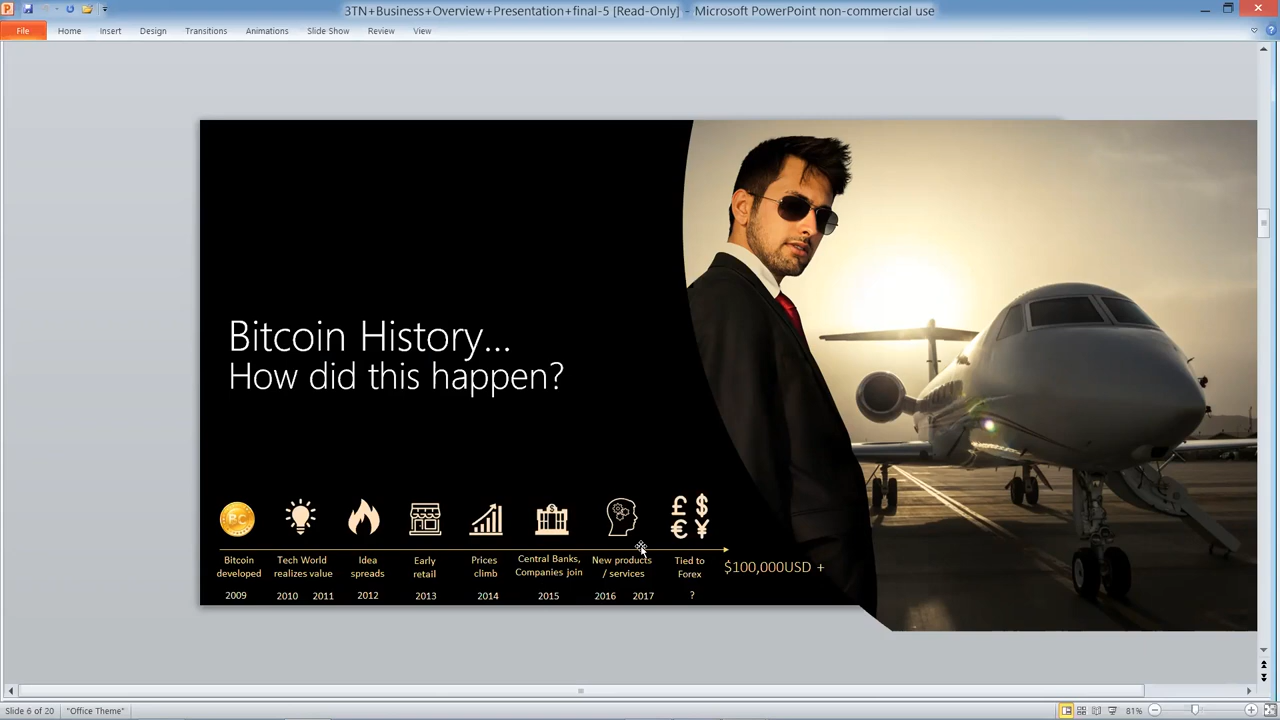 3TN+Business+Overview+Presentation+final-5 [Read-Only] - Microsoft PowerPoint non-commercial use
File Home Insert Design Transitions Animations Slide Show Review View
Bitcoin History...
How did this happen?
BC
Bitcoin developed
2009
Tech World realizes value
2010 2011
Idea spreads
2012
Early retail
2013
Prices climb
2014
Central Banks, Companies join
2015
New products / services
2016 2017
Tied to Forex
?
$100,000USD +
Slide 6 of 20 "Office Theme" 81%